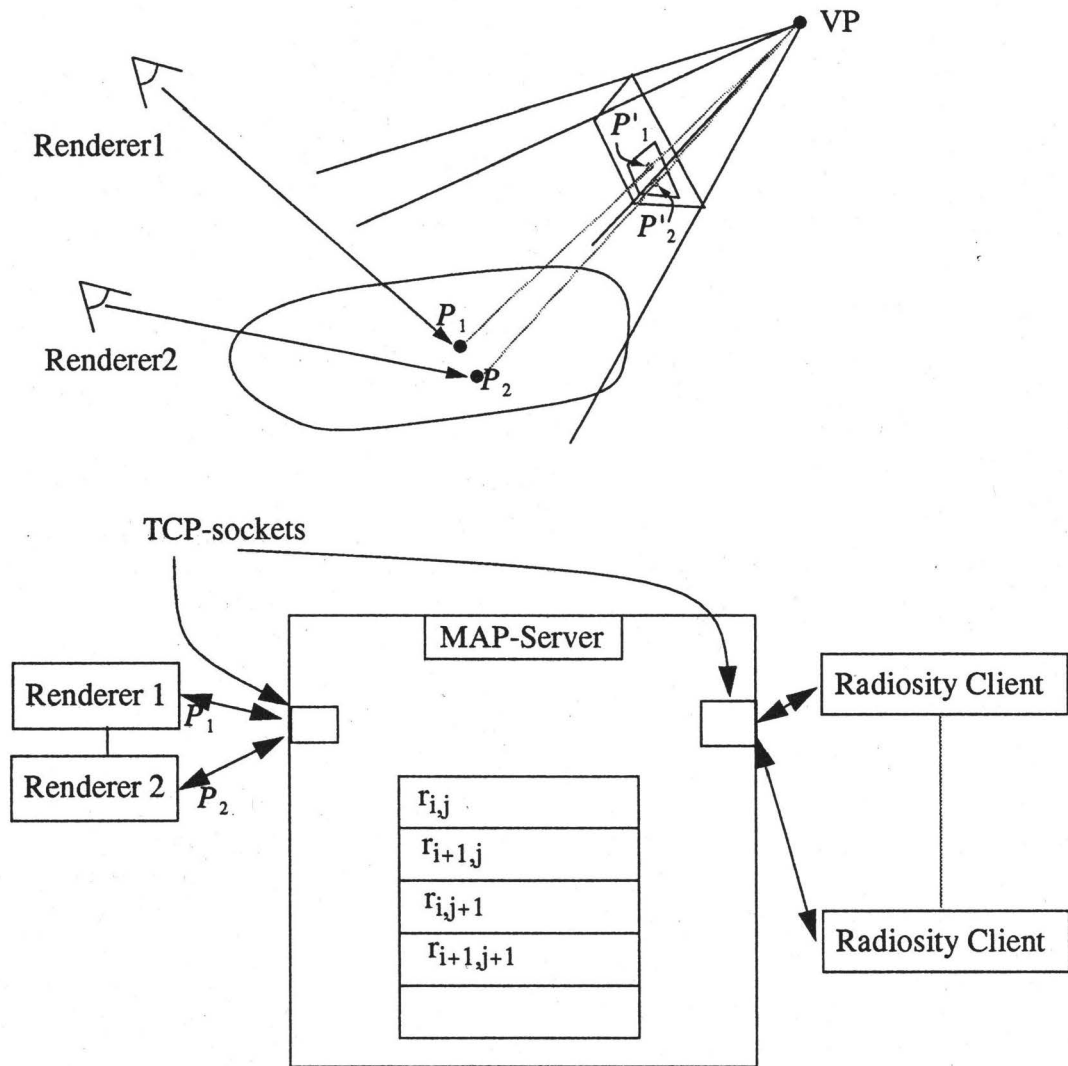 VP
P'1
Renderer1
P'2
P1
Renderer2
P2
TCP-sockets
MAP-Server
Renderer 1
P1
Radiosity Client
Renderer 2
P2
ri,j
ri+1,j
ri,j+1
ri+1,j+1
Radiosity Client